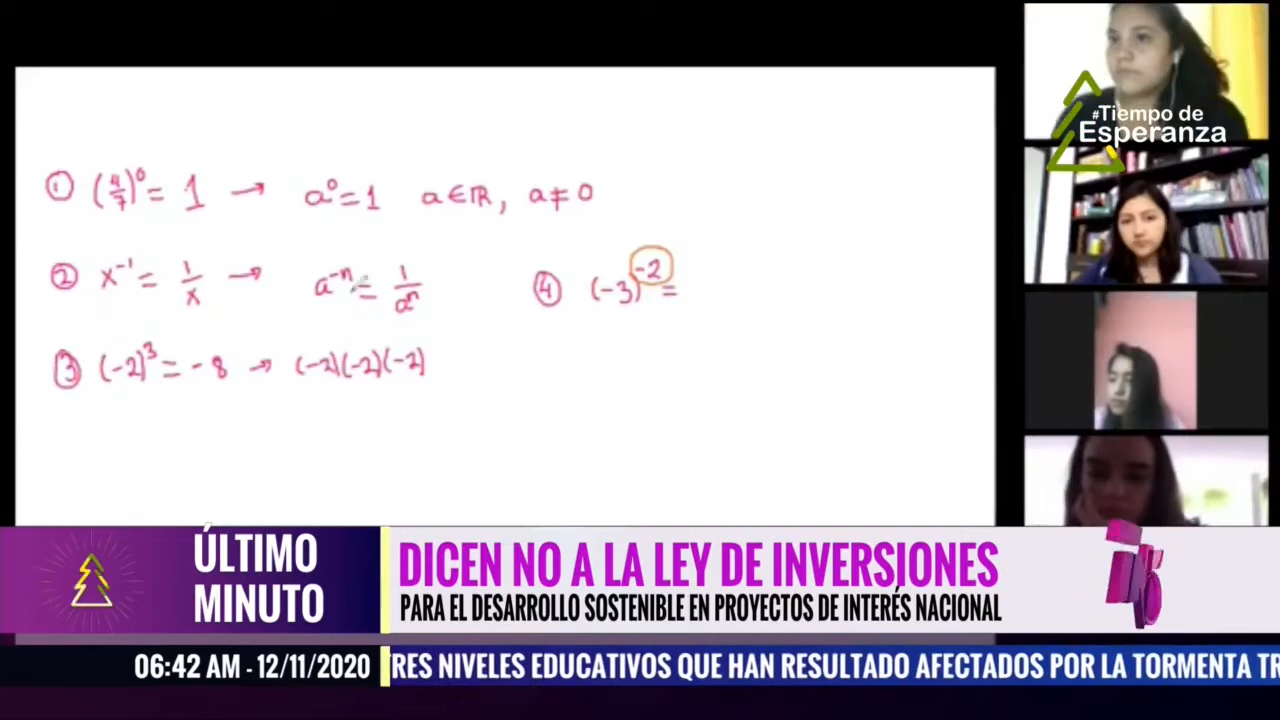 #Tiempo de
Esperanza
① (4/7)⁰ = 1 → a⁰ = 1 a ∈ ℝ, a ≠ 0
② x⁻¹ = 1/x → a⁻ⁿ = 1/aⁿ
④ (-3)⁻² =
③ (-2)³ = -8 → (-2)(-2)(-2)
ÚLTIMO
MINUTO
DICEN NO A LA LEY DE INVERSIONES
PARA EL DESARROLLO SOSTENIBLE EN PROYECTOS DE INTERÉS NACIONAL
06:42 AM - 12/11/2020
TRES NIVELES EDUCATIVOS QUE HAN RESULTADO AFECTADOS POR LA TORMENTA TR